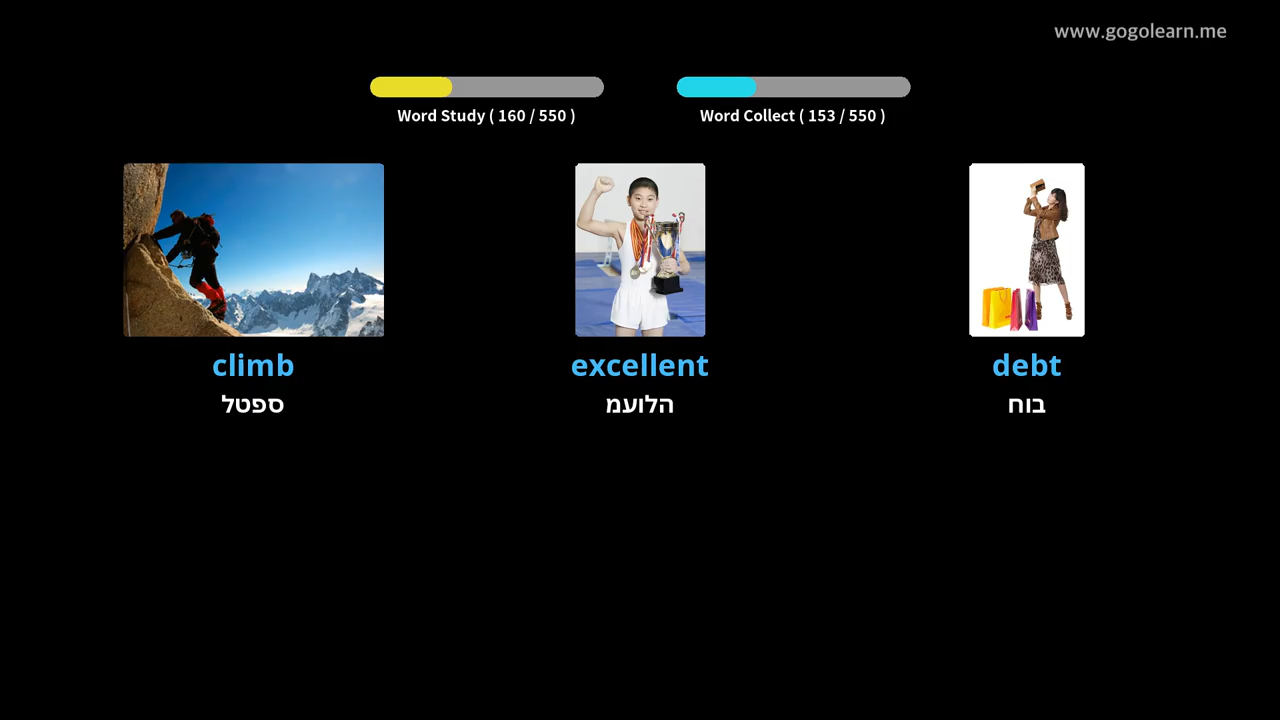 www.gogolearn.me
Word Study ( 160 / 550 )
Word Collect ( 153 / 550 )
climb
ספטל
excellent
הלועמ
debt
בוח